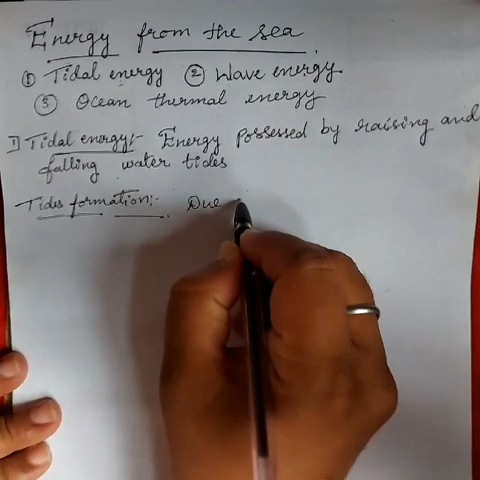 Energy from the sea
① Tidal energy ② Wave energy
③ Ocean thermal energy
1] Tidal energy:- Energy possessed by raising and
falling water tides
Tides formation:- Due